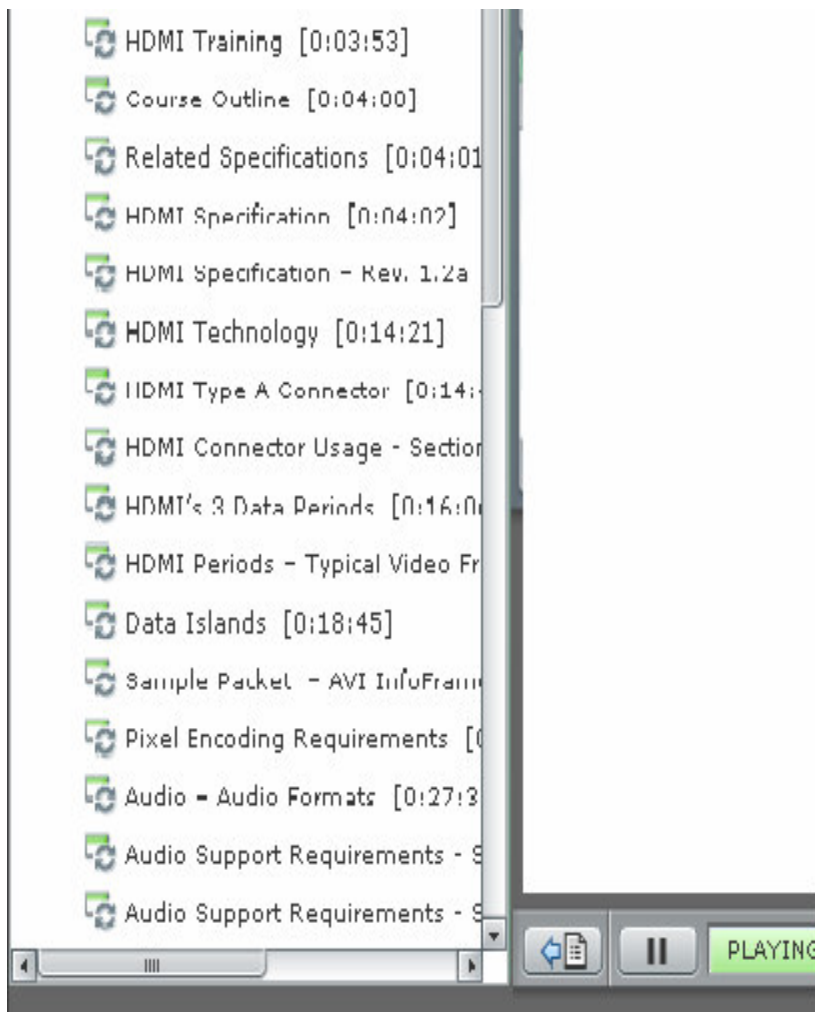 HDMI Training [0:03:53]
Course Outline [0:04:00]
Related Specifications [0:04:01
HDMI Specification [0:04:02]
HDMI Specification - Rev. 1.2a
HDMI Technology [0:14:21]
HDMI Type A Connector [0:14:
HDMI Connector Usage - Section
HDMI's 3 Data Periods [0:16:0
HDMI Periods - Typical Video Fr
Data Islands [0:18:45]
Sample Packet - AVI InfoFrame
Pixel Encoding Requirements [0
Audio - Audio Formats [0:27:3
Audio Support Requirements - S
Audio Support Requirements - S
PLAYING